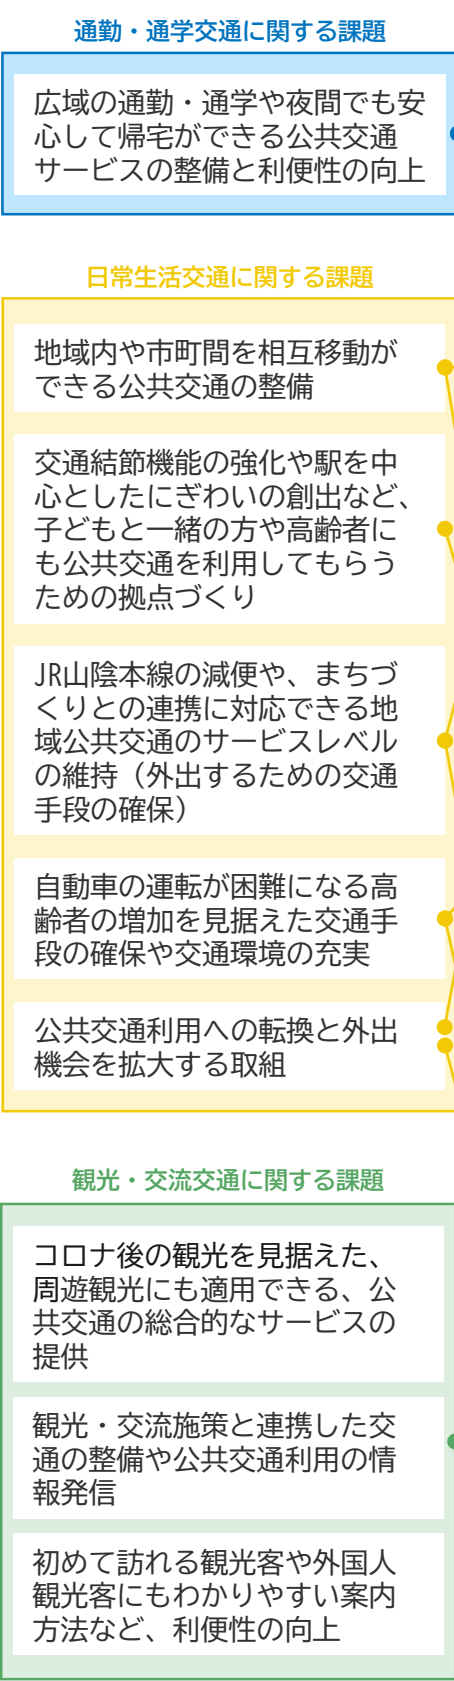 通勤・通学交通に関する課題
広域の通勤・通学や夜間でも安
心して帰宅ができる公共交通
サービスの整備と利便性の向上
日常生活交通に関する課題
地域内や市町間を相互移動が
できる公共交通の整備
交通結節機能の強化や駅を中
心としたにぎわいの創出など、
子どもと一緒の方や高齢者に
も公共交通を利用してもらう
ための拠点づくり
JR山陰本線の減便や、まちづ
くりとの連携に対応できる地
域公共交通のサービスレベル
の維持（外出するための交通
手段の確保）
自動車の運転が困難になる高
齢者の増加を見据えた交通手
段の確保や交通環境の充実
公共交通利用への転換と外出
機会を拡大する取組
観光・交流交通に関する課題
コロナ後の観光を見据えた、
周遊観光にも適用できる、公
共交通の総合的なサービスの
提供
観光・交流施策と連携した交
通の整備や公共交通利用の情
報発信
初めて訪れる観光客や外国人
観光客にもわかりやすい案内
方法など、利便性の向上